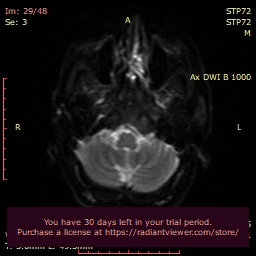 Im: 29/48
STP72
Se: 3
STP72
M
A
Ax DWI B 1000
R
L
You have 30 days left in your trial period.
Purchase a license at https://radiantviewer.com/store/